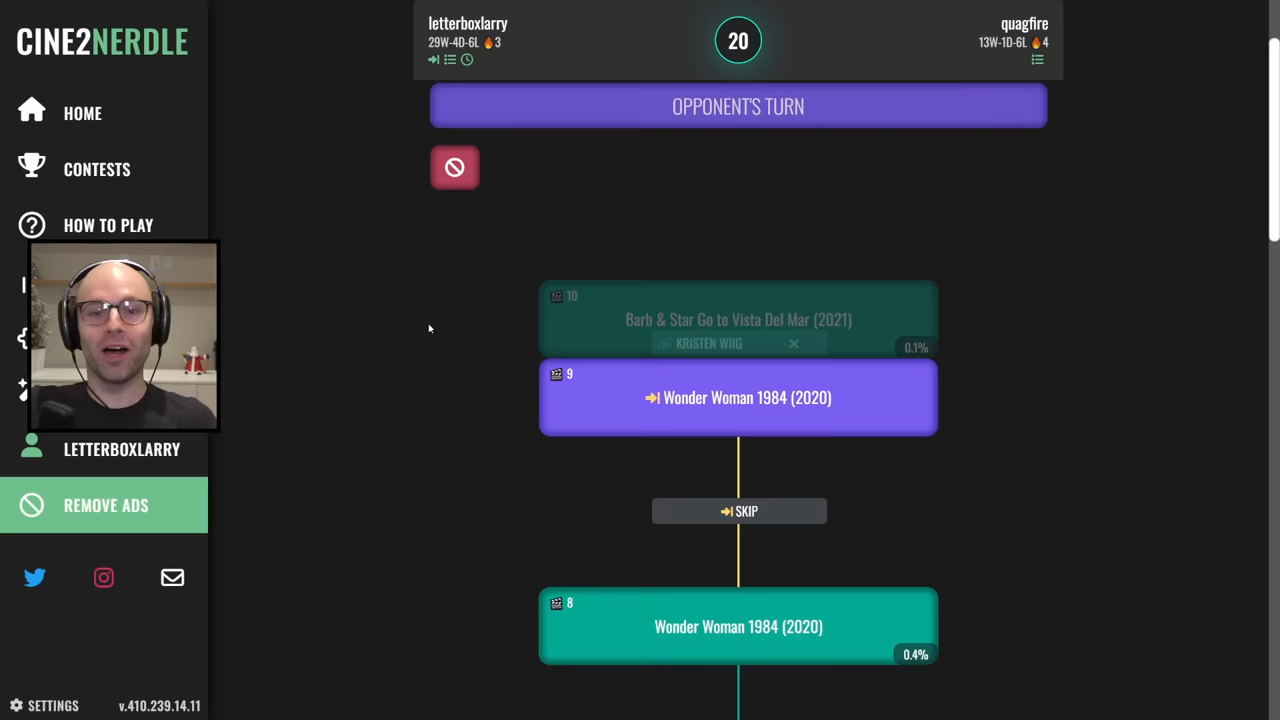 CINE2NERDLE
HOME
CONTESTS
HOW TO PLAY
LETTERBOXLARRY
REMOVE ADS
SETTINGS
v.410.239.14.11
letterboxlarry
29W-4D-6L 3
20
quagfire
13W-1D-6L 4
OPPONENT'S TURN
10
Barb & Star Go to Vista Del Mar (2021)
KRISTEN WIIG
0.1%
9
Wonder Woman 1984 (2020)
SKIP
8
Wonder Woman 1984 (2020)
0.4%